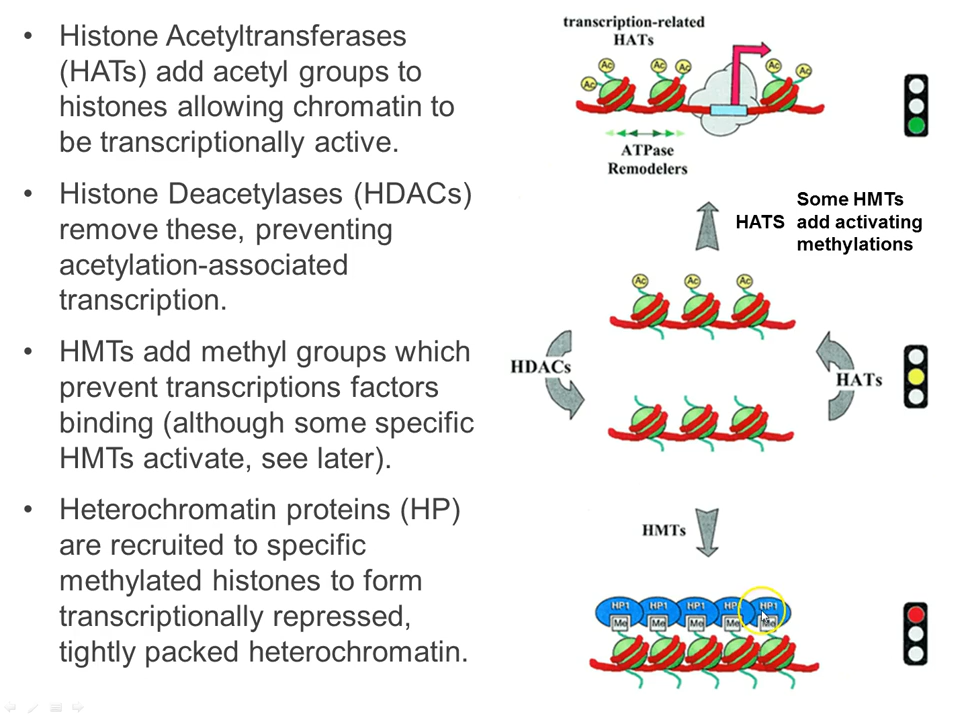 • Histone Acetyltransferases
(HATs) add acetyl groups to
histones allowing chromatin to
be transcriptionally active.
• Histone Deacetylases (HDACs)
remove these, preventing
acetylation-associated
transcription.
• HMTs add methyl groups which
prevent transcriptions factors
binding (although some specific
HMTs activate, see later).
• Heterochromatin proteins (HP)
are recruited to specific
methylated histones to form
transcriptionally repressed,
tightly packed heterochromatin.
transcription-related
HATs
Ac Ac Ac Ac Ac
Ac
ATPase
Remodelers
HATS
Some HMTs
add activating
methylations
Ac Ac Ac
HDACs
HATs
HMTs
HP1 HP1 HP1 HP1 HP1
Me Me Me Me Me